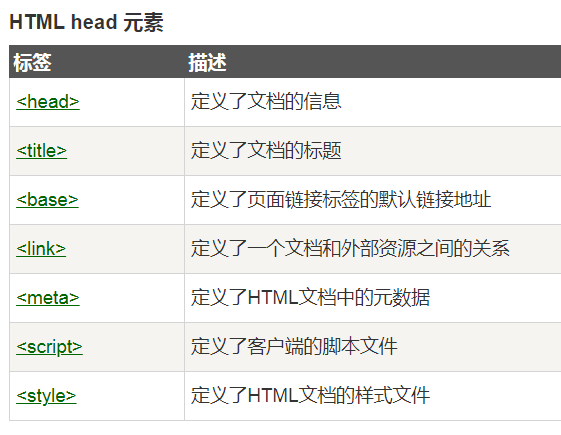 HTML head 元素
标签 描述
<head> 定义了文档的信息
<title> 定义了文档的标题
<base> 定义了页面链接标签的默认链接地址
<link> 定义了一个文档和外部资源之间的关系
<meta> 定义了HTML文档中的元数据
<script> 定义了客户端的脚本文件
<style> 定义了HTML文档的样式文件